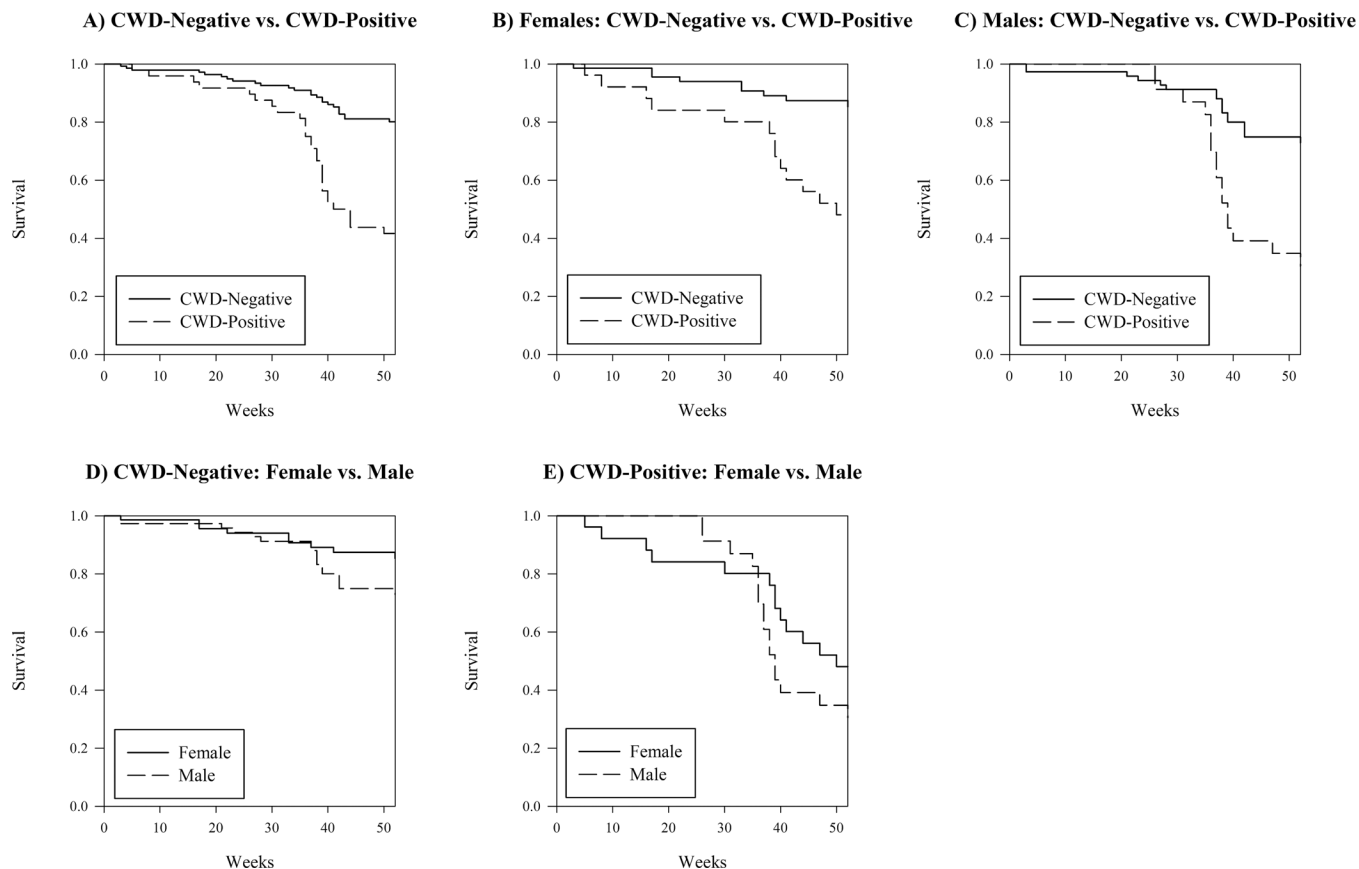 A) CWD-Negative vs. CWD-Positive
1.0
0.8
0.6
0.4
0.2
0.0
Survival
CWD-Negative
CWD-Positive
0 10 20 30 40 50
Weeks
B) Females: CWD-Negative vs. CWD-Positive
1.0
0.8
0.6
0.4
0.2
0.0
Survival
CWD-Negative
CWD-Positive
0 10 20 30 40 50
Weeks
C) Males: CWD-Negative vs. CWD-Positive
1.0
0.8
0.6
0.4
0.2
0.0
Survival
CWD-Negative
CWD-Positive
0 10 20 30 40 50
Weeks
D) CWD-Negative: Female vs. Male
1.0
0.8
0.6
0.4
0.2
0.0
Survival
Female
Male
0 10 20 30 40 50
Weeks
E) CWD-Positive: Female vs. Male
1.0
0.8
0.6
0.4
0.2
0.0
Survival
Female
Male
0 10 20 30 40 50
Weeks